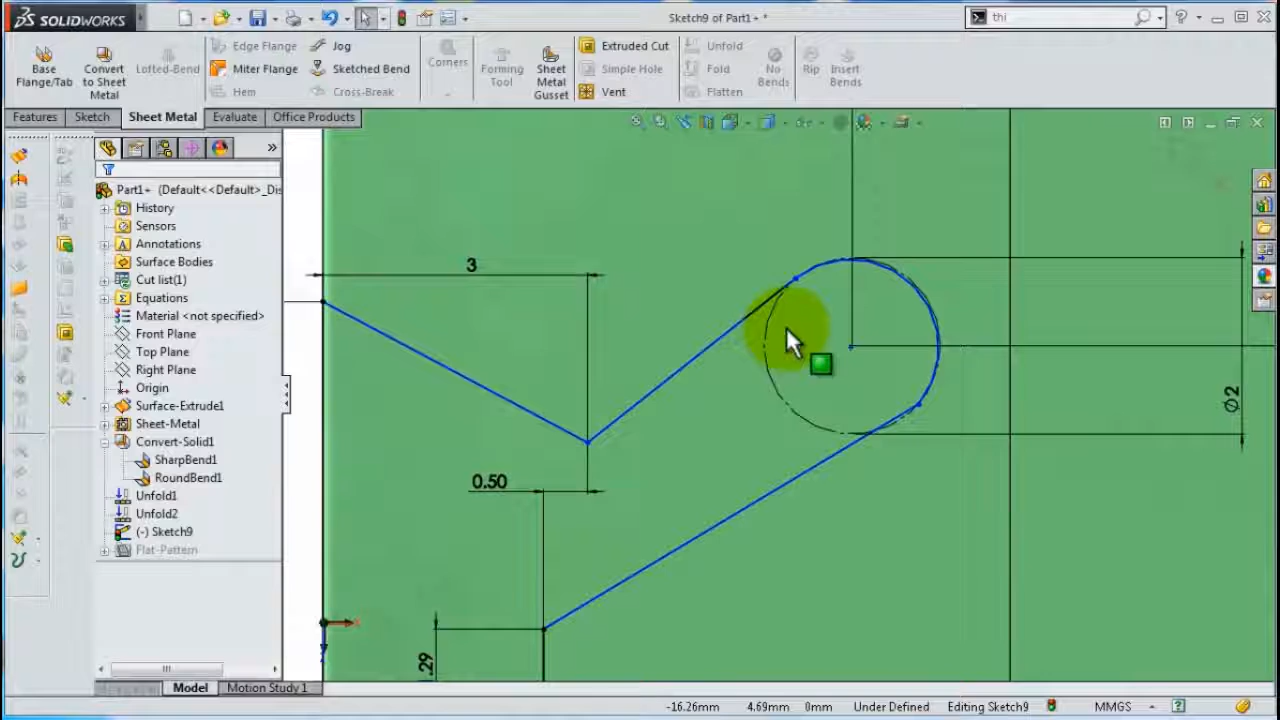 SOLIDWORKS
Sketch9 of Part1 *
thi
Base Flange/Tab
Convert to Sheet Metal
Lofted-Bend
Edge Flange
Miter Flange
Hem
Jog
Sketched Bend
Cross-Break
Corners
Forming Tool
Sheet Metal Gusset
Extruded Cut
Simple Hole
Vent
Unfold
Fold
Flatten
No Bends
Rip
Insert Bends
Features
Sketch
Sheet Metal
Evaluate
Office Products
Part1 (Default<<Default>_Dis
History
Sensors
Annotations
Surface Bodies
Cut list(1)
Equations
Material <not specified>
Front Plane
Top Plane
Right Plane
Origin
Surface-Extrude1
Sheet-Metal
Convert-Solid1
SharpBend1
RoundBend1
Unfold1
Unfold2
(-) Sketch9
Flat-Pattern
3
0.50
.29
Ø2
Model
Motion Study 1
-16.26mm 4.69mm 0mm Under Defined Editing Sketch9 MMGS